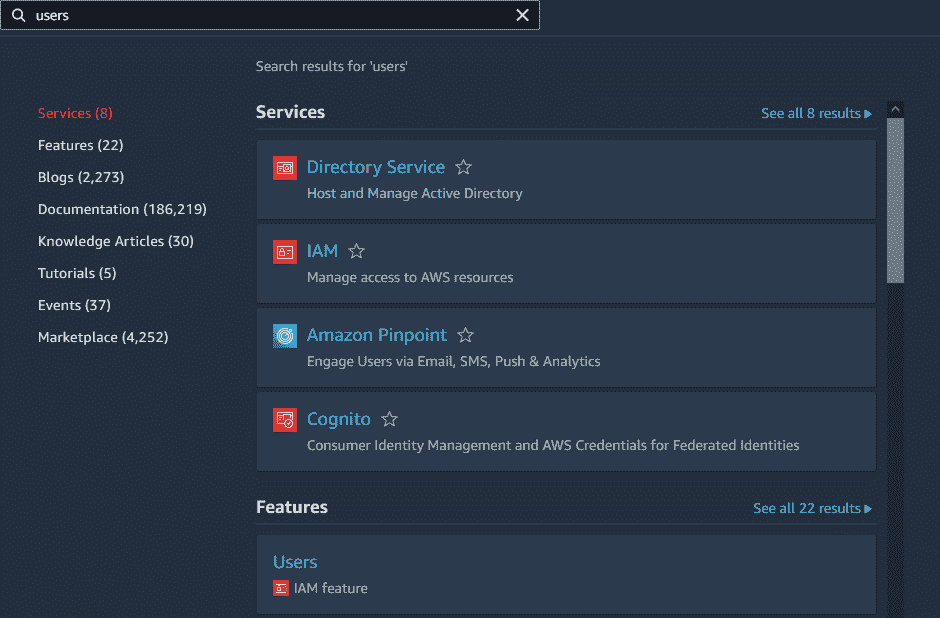 users
Search results for 'users'
Services (8)
Features (22)
Blogs (2,273)
Documentation (186,219)
Knowledge Articles (30)
Tutorials (5)
Events (37)
Marketplace (4,252)
Services
See all 8 results
Directory Service
Host and Manage Active Directory
IAM
Manage access to AWS resources
Amazon Pinpoint
Engage Users via Email, SMS, Push & Analytics
Cognito
Consumer Identity Management and AWS Credentials for Federated Identities
Features
See all 22 results
Users
IAM feature